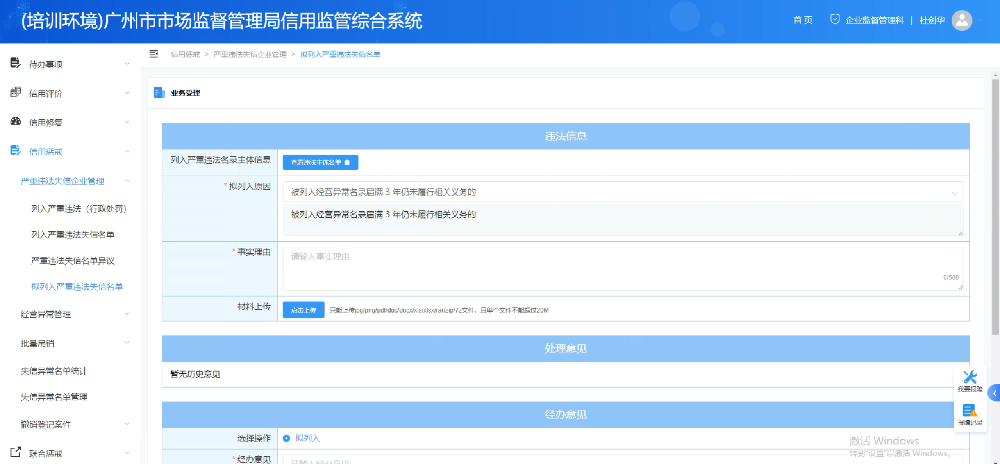 (培训环境)广州市市场监督管理局信用监管综合系统
首页 企业监督管理科 | 杜剑华
信用惩戒 > 严重违法失信企业管理 > 拟列入严重违法失信名单
待办事项
信用评价
信用修复
信用惩戒
严重违法失信企业管理
列入严重违法（行政处罚）
列入严重违法失信名单
严重违法失信名单异议
拟列入严重违法失信名单
经营异常管理
批量吊销
失信异常名单统计
失信异常名单管理
撤销登记案件
联合惩戒
业务受理
违法信息
列入严重违法名录主体信息 查看违法主体名单
*拟列入原因 被列入经营异常名录届满 3 年仍未履行相关义务的
被列入经营异常名录届满 3 年仍未履行相关义务的
*事实理由 请输入事实理由
0/500
材料上传 点击上传 只能上传jpg/png/pdf/doc/docx/xls/xlsx/rar/zip/7z文件，且单个文件不能超过20M
处理意见
暂无历史意见
经办意见
选择操作 拟列入
*经办意见 请输入经办意见
我要报障
报障记录
激活 Windows
转到"设置"以激活 Windows。